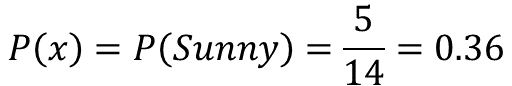 P(x) = P(Sunny) = 5/14 = 0.36